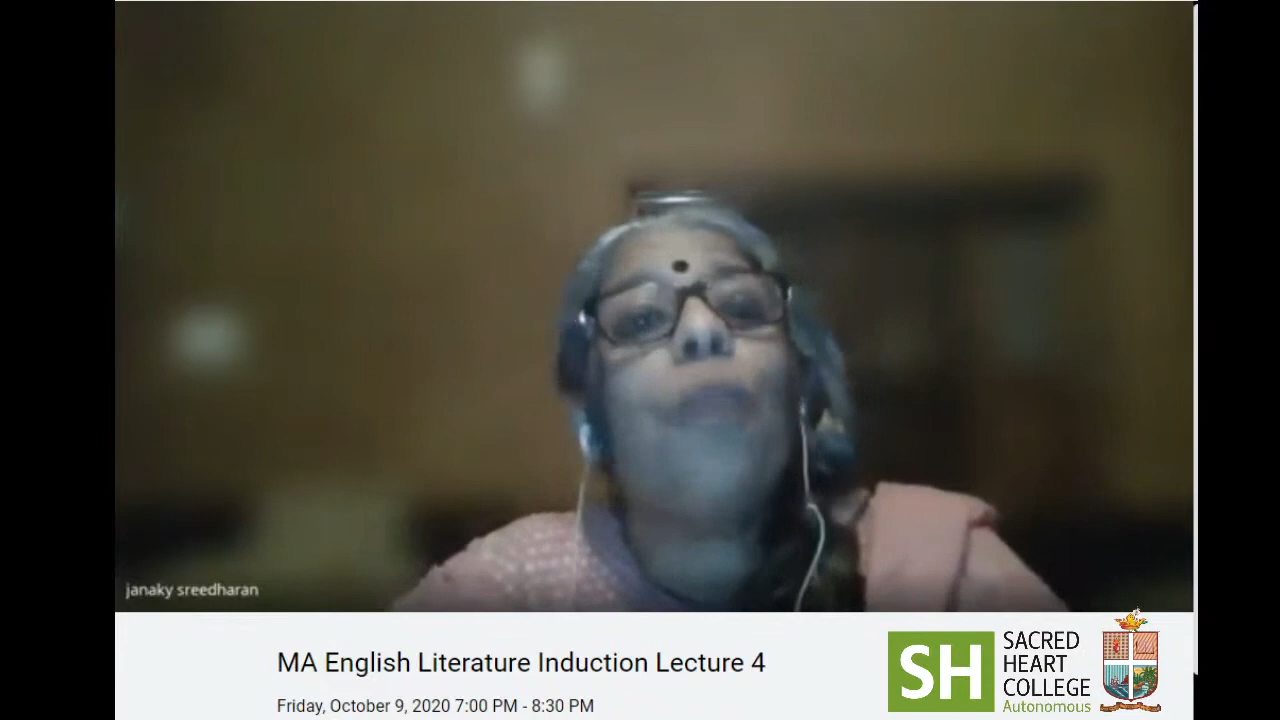 janaky sreedharan
MA English Literature Induction Lecture 4
Friday, October 9, 2020 7:00 PM - 8:30 PM
SH
SACRED
HEART
COLLEGE
Autonomous